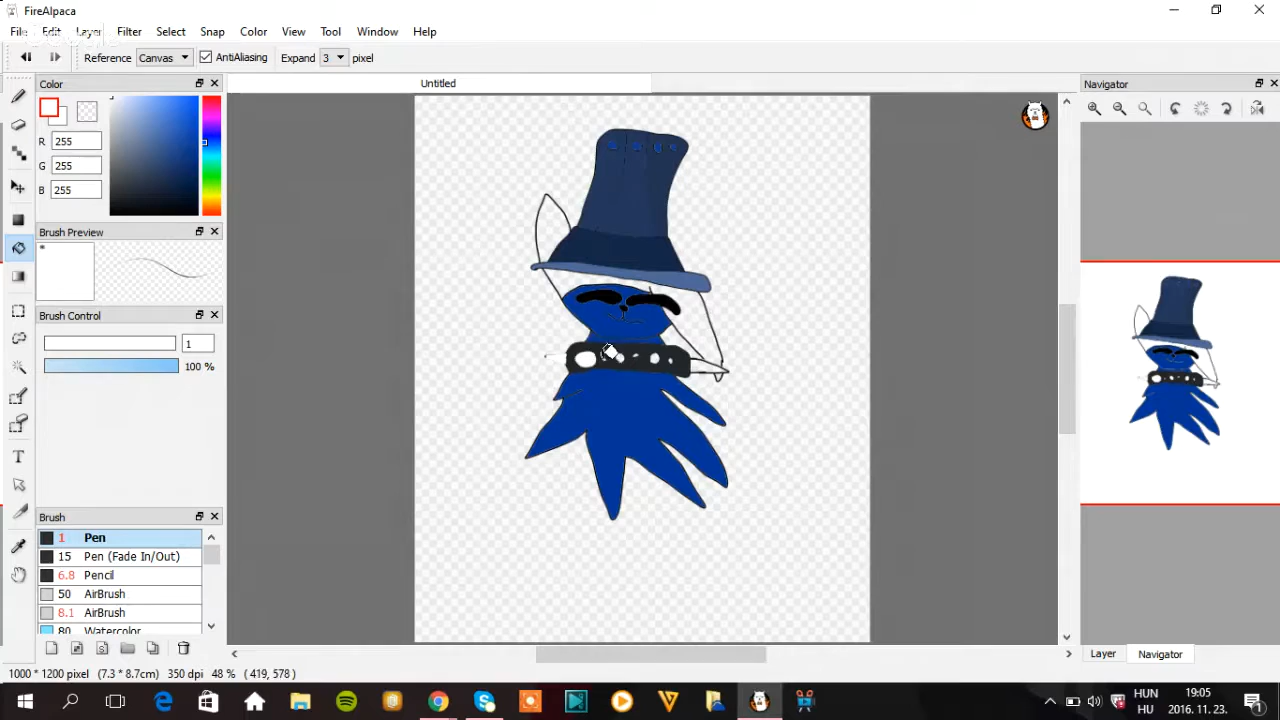 FireAlpaca
File Edit Layer Filter Select Snap Color View Tool Window Help
Reference Canvas AntiAliasing Expand 3 pixel
Color Untitled Navigator
R 255
G 255
B 255
Brush Preview
Brush Control
1
100 %
Brush
1 Pen
15 Pen (Fade In/Out)
6.8 Pencil
50 AirBrush
8.1 AirBrush
80 Watercolor
Layer Navigator
1000 * 1200 pixel (7.3 * 8.7cm) 350 dpi 48 % ( 419, 578 )
HUN 19:05
HU 2016. 11. 23.
1